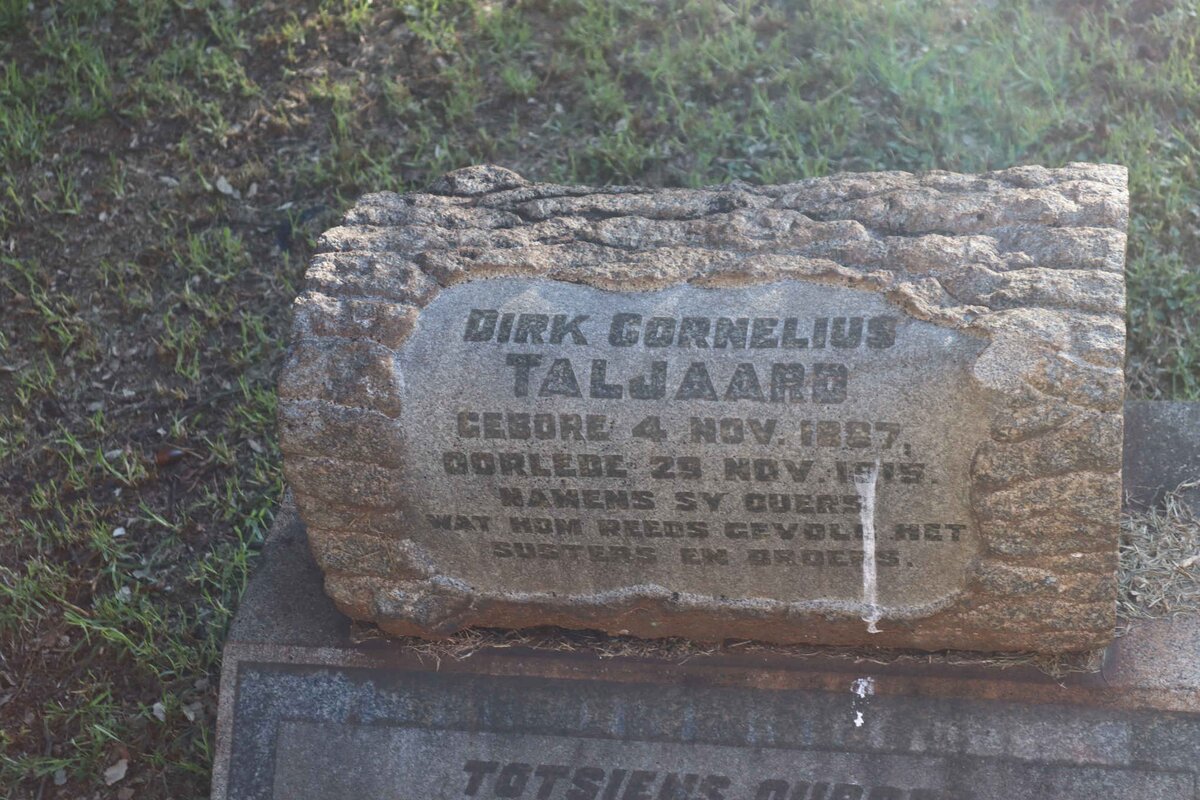 DIRK CORNELIUS
TALJAARD
GEBORE 4 NOV. 1887,
OORLEDE 29 NOV. 1915.
NAMENS SY OUERS
WAT HOM REEDS GEVOLG HET
SUSTERS EN BROERS.
TOTSIENS